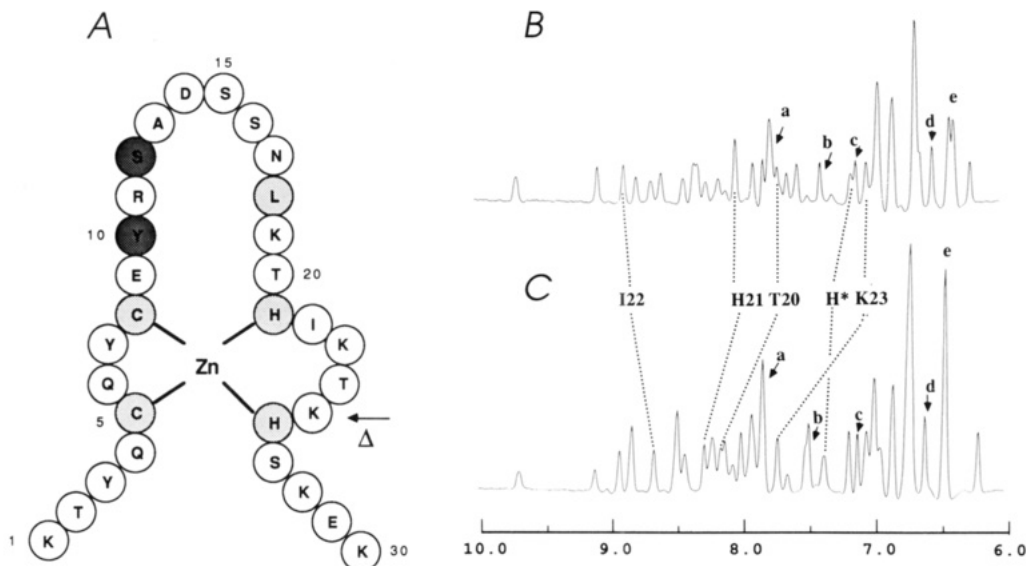 A
15
A D S S
S N
R L
10 Y K
E T 20
C H I
Y Zn K
Q T
5 C H K
Δ
Q S
Y K
T E
1 K K 30
B
a b c d e
I22 H21 T20 H* K23
C
a b c d e
10.0 9.0 8.0 7.0 6.0